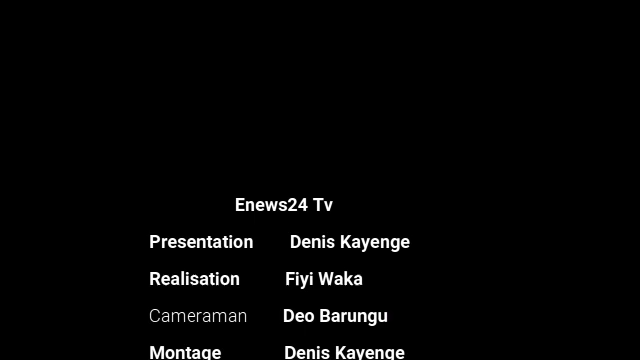 Enews24 Tv
Presentation Denis Kayenge
Realisation Fiyi Waka
Cameraman Deo Barungu
Montage Denis Kayenge